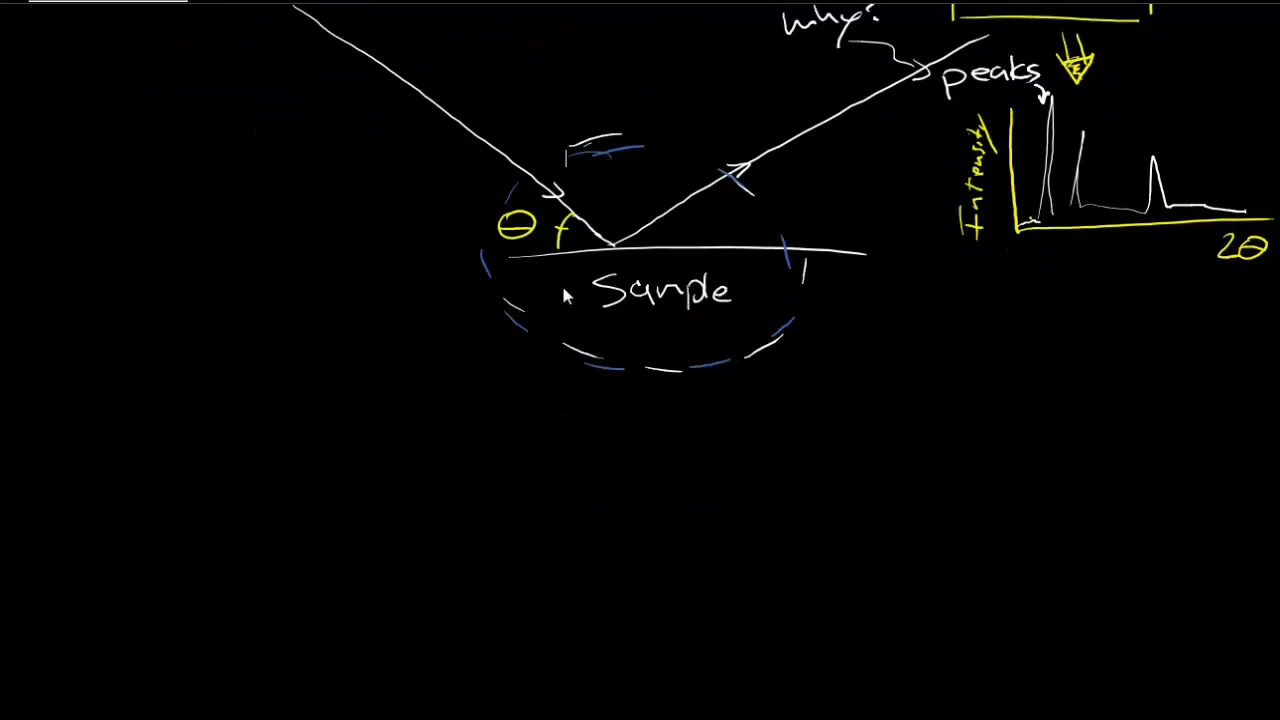 why?
peaks
Intensity
θ
2θ
Sample